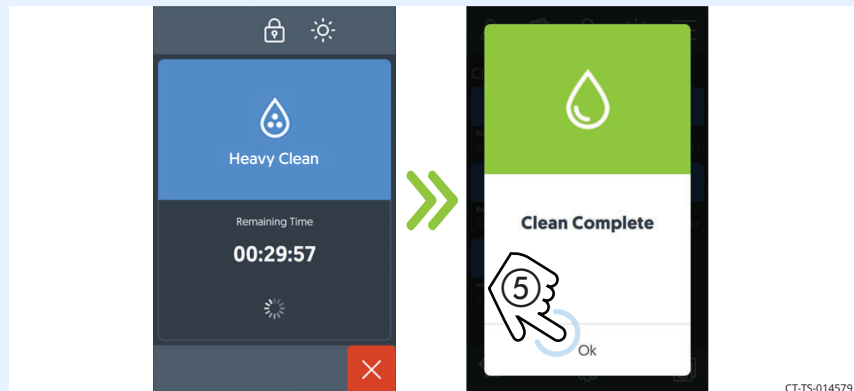 Heavy Clean
Remaining Time
00:29:57
Clean Complete
5
Ok
CT-TS-014579